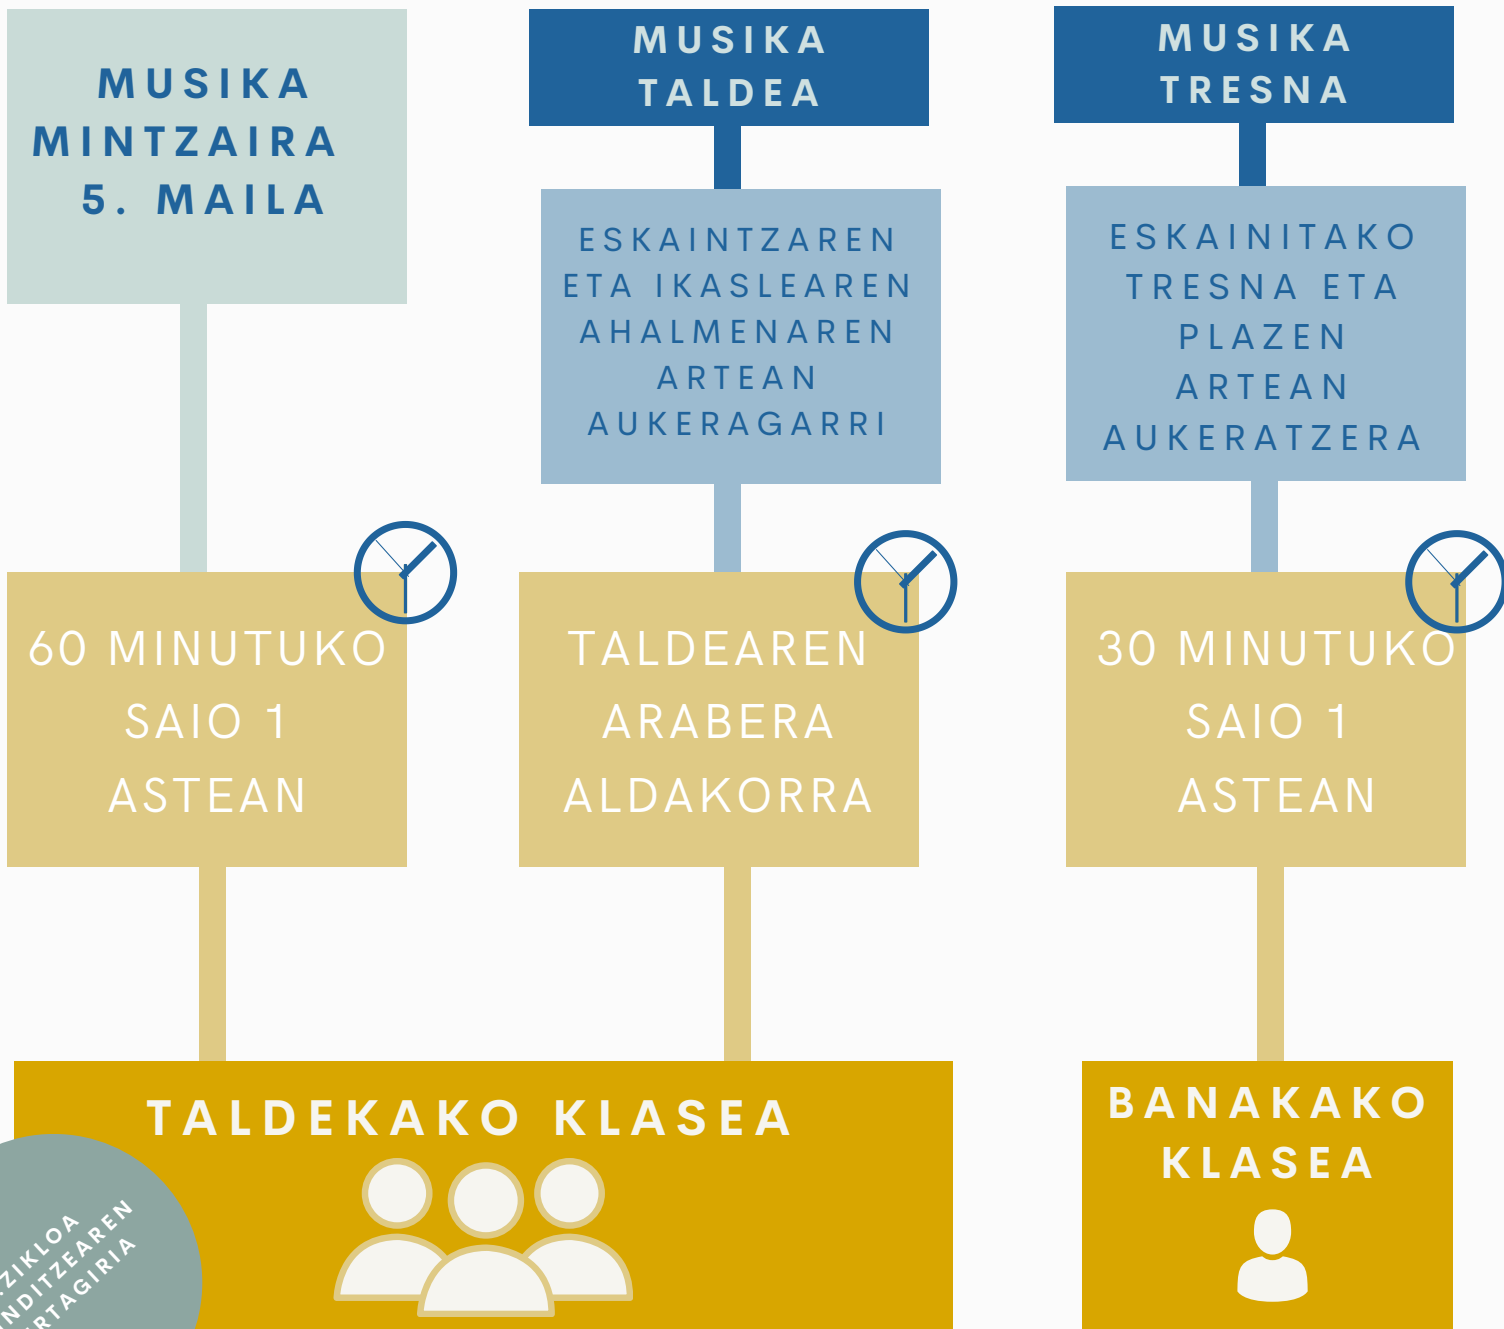 MUSIKA
MINTZAIRA
5. MAILA
MUSIKA
TALDEA
ESKAINTZAREN
ETA IKASLEAREN
AHALMENAREN
ARTEAN
AUKERAGARRI
MUSIKA
TRESNA
ESKAINITAKO
TRESNA ETA
PLAZEN
ARTEAN
AUKERATZERA
60 MINUTUKO
SAIO 1
ASTEAN
TALDEAREN
ARABERA
ALDAKORRA
30 MINUTUKO
SAIO 1
ASTEAN
TALDEKAKO KLASEA
BANAKAKO
KLASEA